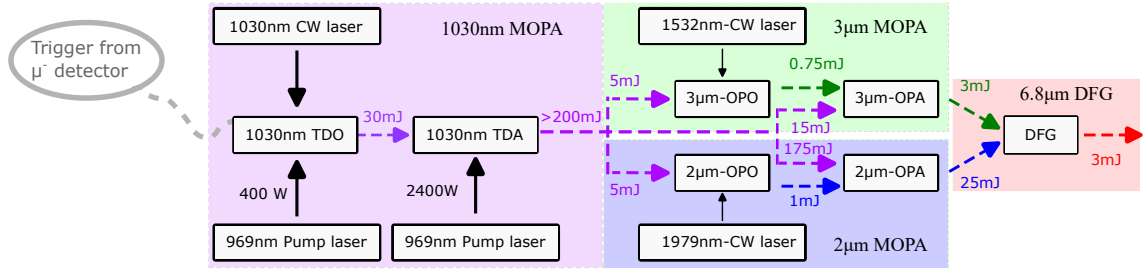 Trigger from
μ⁻ detector
1030nm CW laser
1030nm MOPA
1030nm TDO
30mJ
1030nm TDA
>200mJ
400 W
2400W
969nm Pump laser
969nm Pump laser
1532nm-CW laser
3μm MOPA
5mJ
3μm-OPO
0.75mJ
3μm-OPA
15mJ
3mJ
175mJ
5mJ
2μm-OPO
1mJ
2μm-OPA
25mJ
1979nm-CW laser
2μm MOPA
6.8μm DFG
DFG
3mJ